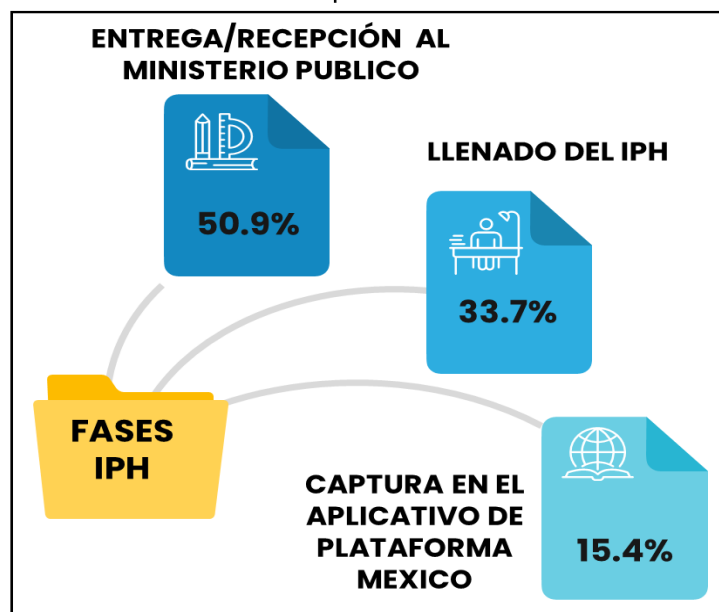 ENTREGA/RECEPCIÓN AL
MINISTERIO PUBLICO
50.9%
LLENADO DEL IPH
33.7%
FASES
IPH
CAPTURA EN EL
APLICATIVO DE
PLATAFORMA
MEXICO
15.4%